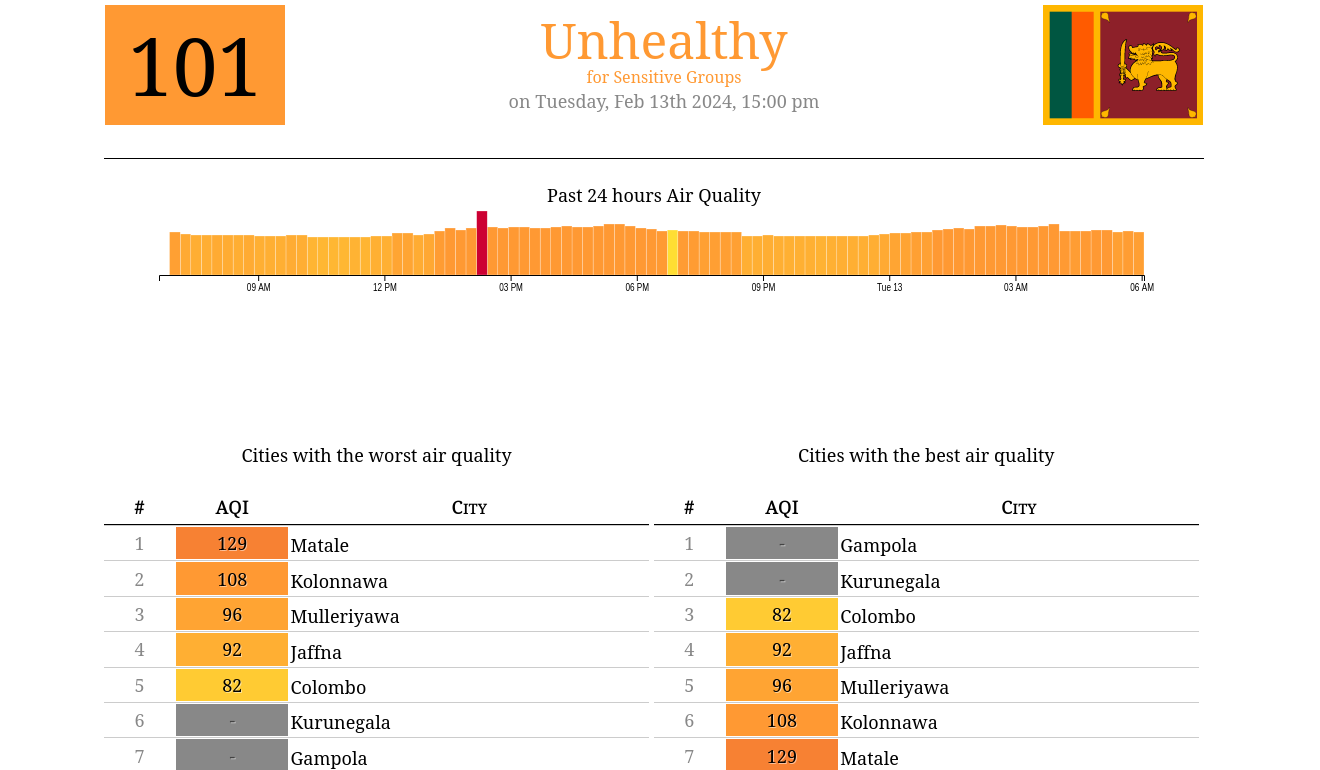 101
Unhealthy
for Sensitive Groups
on Tuesday, Feb 13th 2024, 15:00 pm
Past 24 hours Air Quality
09 AM 12 PM 03 PM 06 PM 09 PM Tue 13 03 AM 06 AM
Cities with the worst air quality
# AQI City
1 129 Matale
2 108 Kolonnawa
3 96 Mulleriyawa
4 92 Jaffna
5 82 Colombo
6 - Kurunegala
7 - Gampola
Cities with the best air quality
# AQI City
1 - Gampola
2 - Kurunegala
3 82 Colombo
4 92 Jaffna
5 96 Mulleriyawa
6 108 Kolonnawa
7 129 Matale